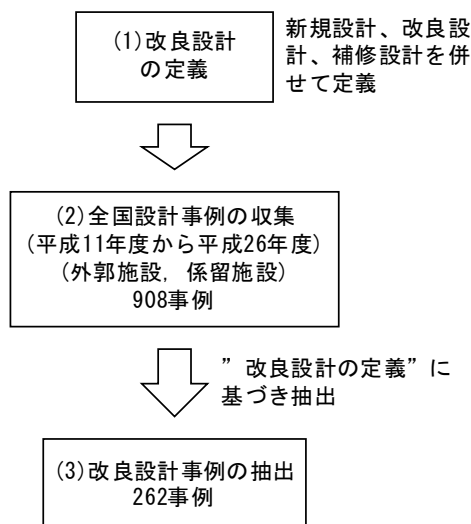 (1)改良設計
の定義
新規設計、改良設
計、補修設計を併
せて定義
(2)全国設計事例の収集
(平成11年度から平成26年度)
(外郭施設, 係留施設)
908事例
”改良設計の定義”に
基づき抽出
(3)改良設計事例の抽出
262事例